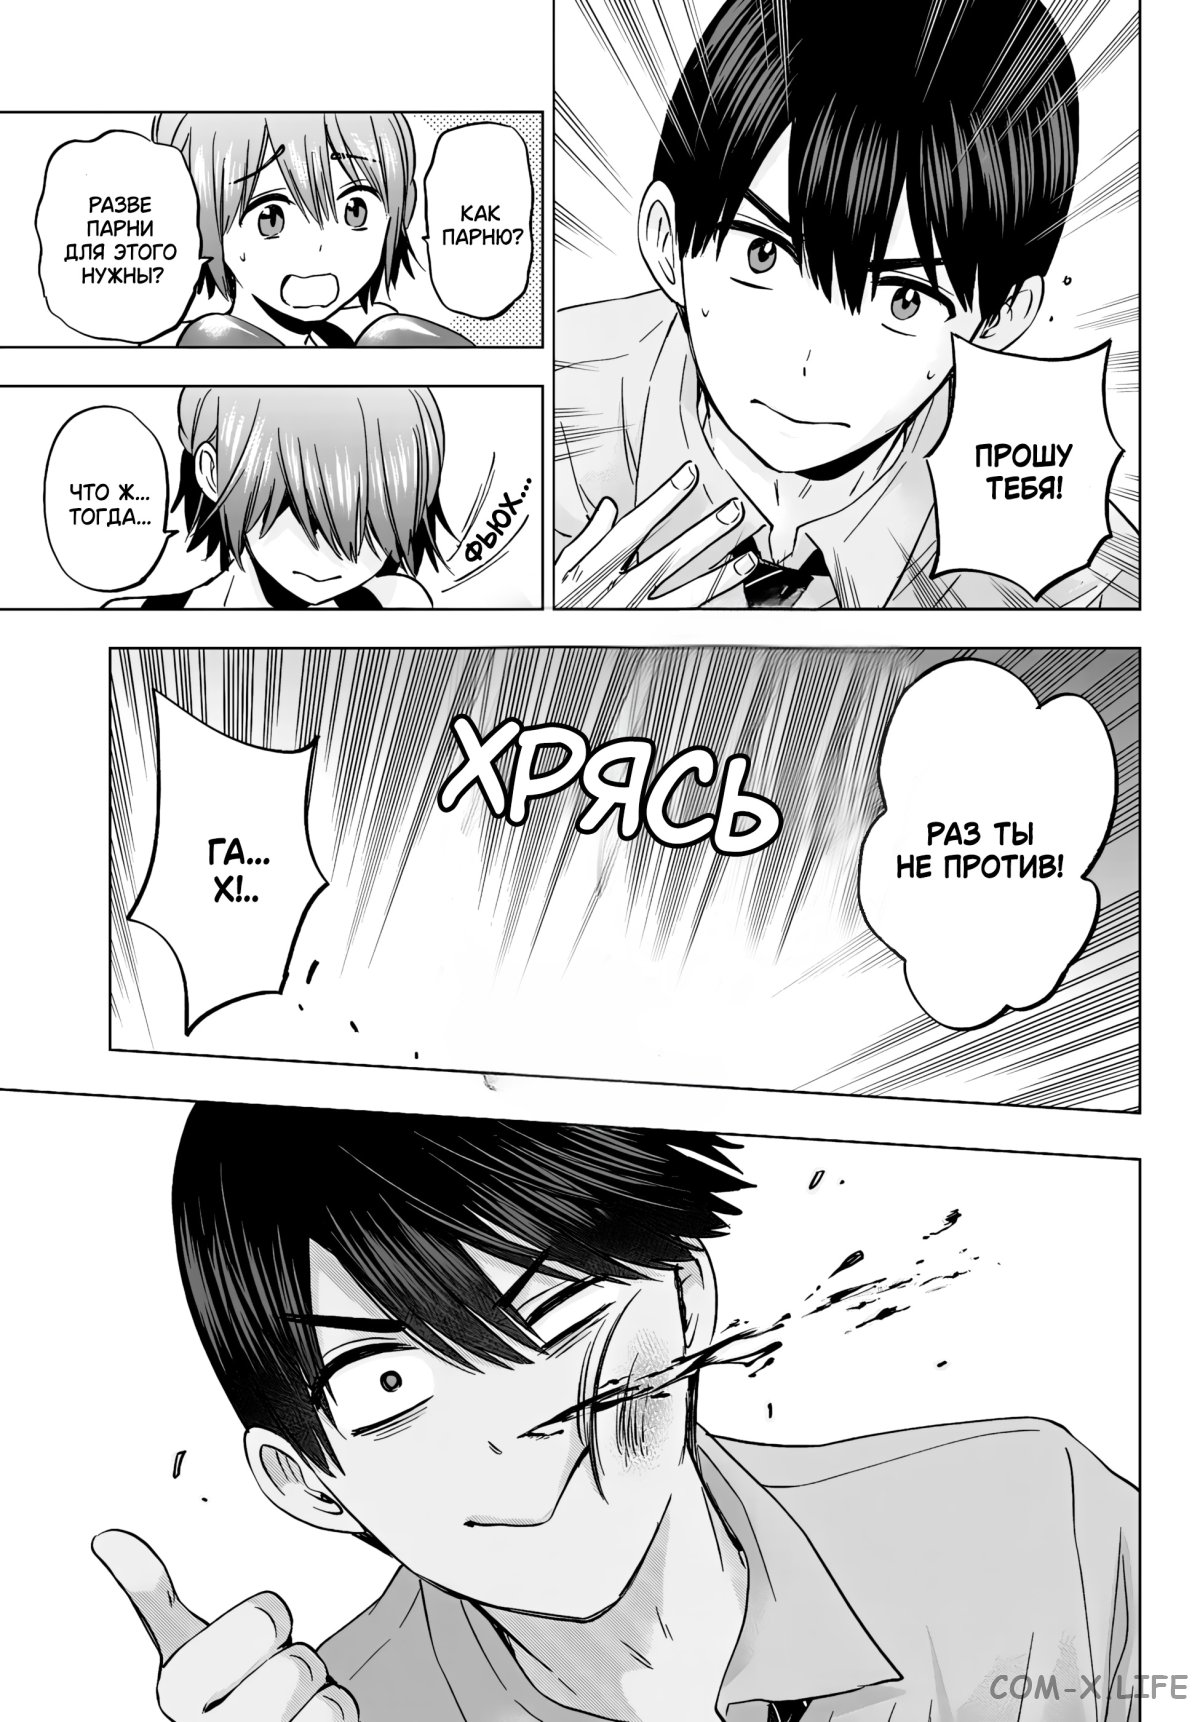 ПРОШУ
ТЕБЯ!
КАК
ПАРНЮ?
РАЗВЕ
ПАРНИ
ДЛЯ ЭТОГО
НУЖНЫ?
ФЬЮХ...
ЧТО Ж...
ТОГДА...
РАЗ ТЫ
НЕ ПРОТИВ!
ХРЯСЬ
ГА...
Х!..
COM-X.LIFE